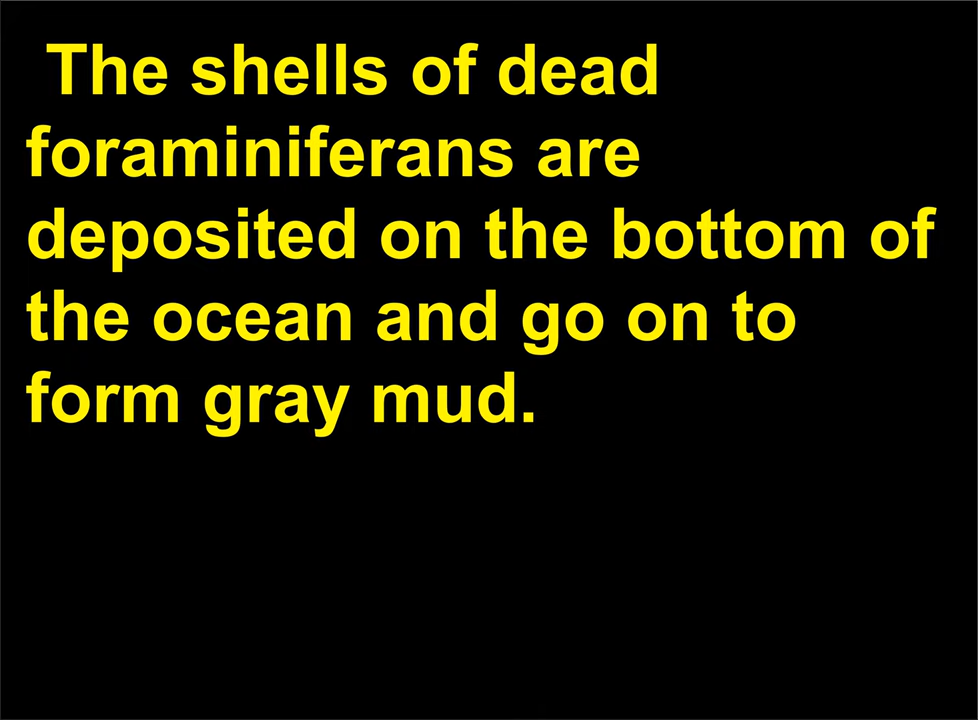 The shells of dead
foraminiferans are
deposited on the bottom of
the ocean and go on to
form gray mud.